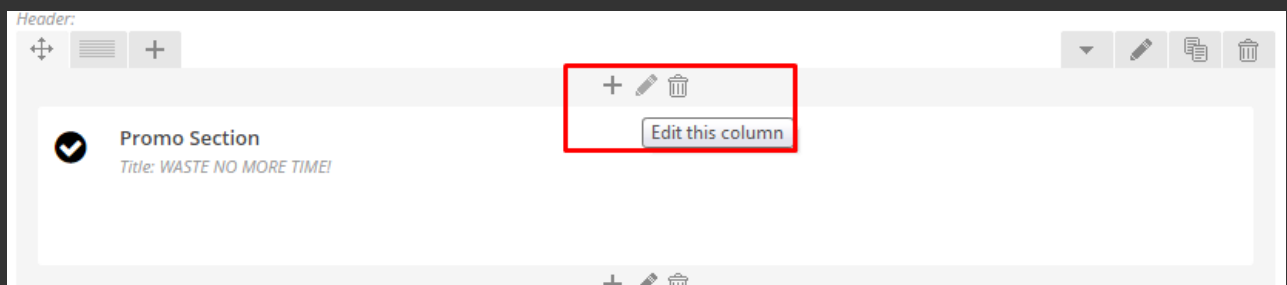 Header:
Edit this column
Promo Section
Title: WASTE NO MORE TIME!